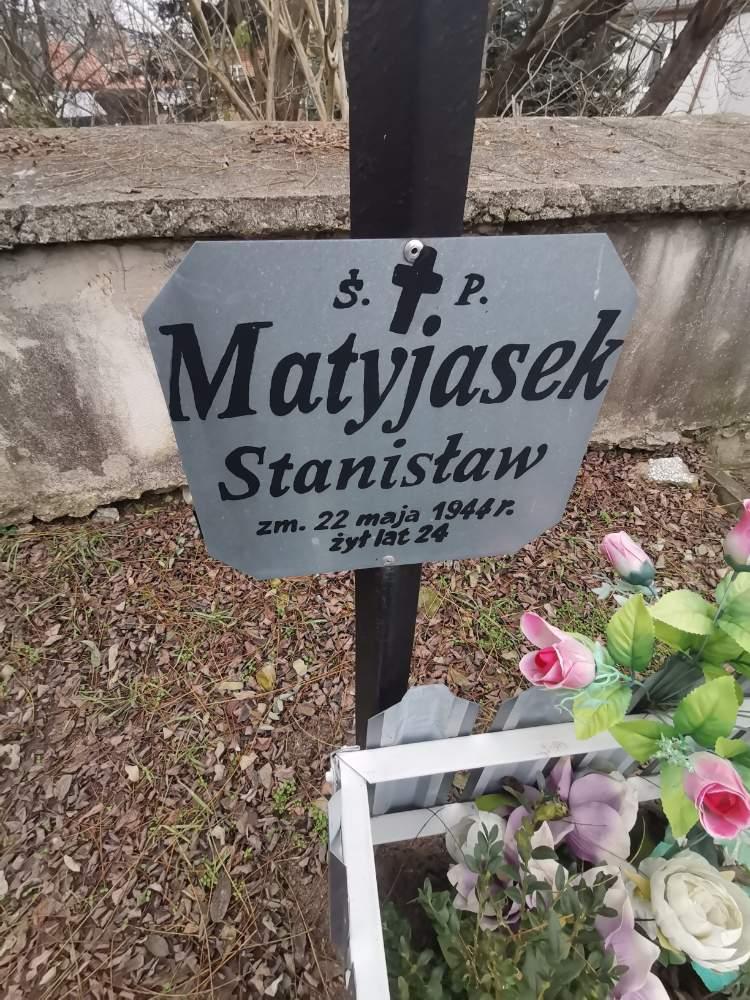 Ś. P.
Matyjasek
Stanisław
zm. 22 maja 1944 r.
żył lat 24